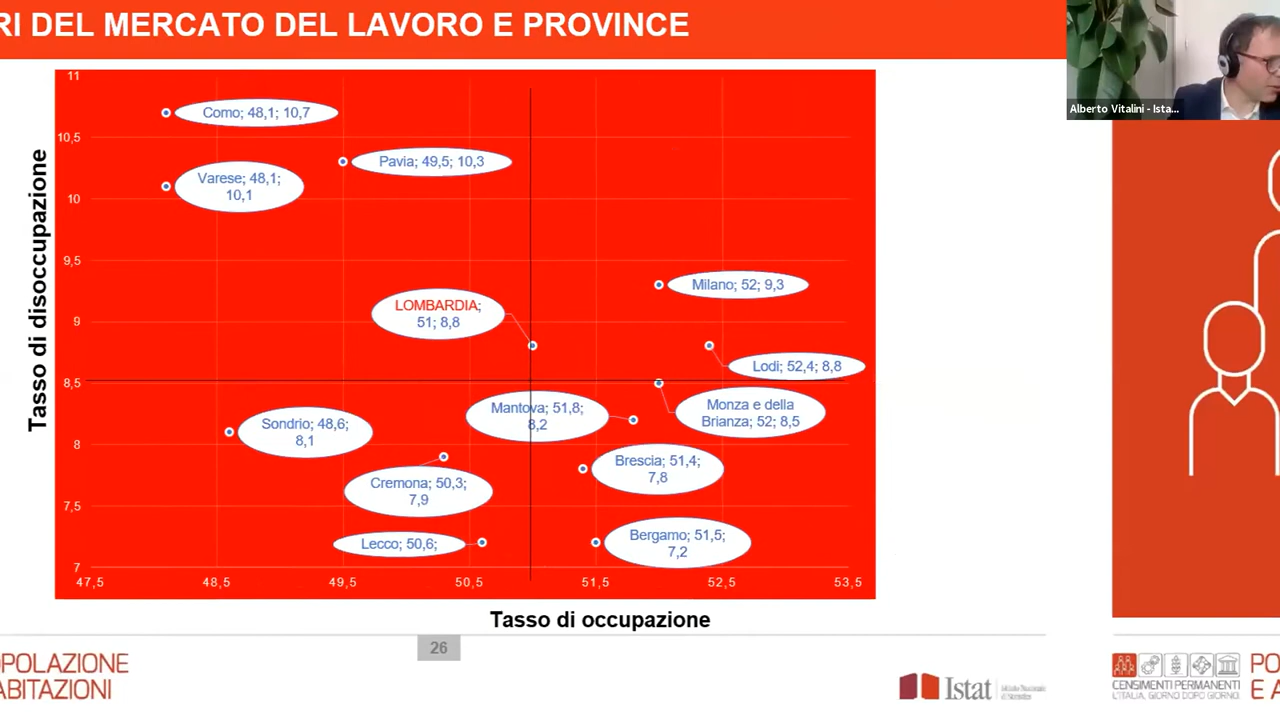 RI DEL MERCATO DEL LAVORO E PROVINCE
Alberto Vitalini - Ista...
Tasso di disoccupazione
11
10,5
10
9,5
9
8,5
8
7,5
7
Como; 48,1; 10,7
Pavia; 49,5; 10,3
Varese; 48,1;
10,1
Milano; 52; 9,3
LOMBARDIA;
51; 8,8
Lodi; 52,4; 8,8
Mantova; 51,8;
8,2
Monza e della
Brianza; 52; 8,5
Sondrio; 48,6;
8,1
Brescia; 51,4;
7,8
Cremona; 50,3;
7,9
Lecco; 50,6;
Bergamo; 51,5;
7,2
47,5 48,5 49,5 50,5 51,5 52,5 53,5
Tasso di occupazione
26
OPOLAZIONE
ABITAZIONI
Istat
CENSIMENTI PERMANENTI
L'ITALIA, GIORNO DOPO GIORNO.
PO
E A